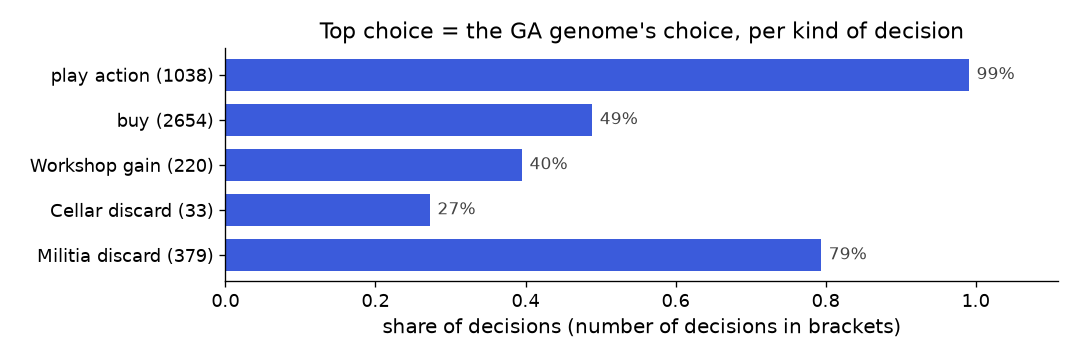 Top choice = the GA genome's choice, per kind of decision
play action (1038) 99%
buy (2654) 49%
Workshop gain (220) 40%
Cellar discard (33) 27%
Militia discard (379) 79%
0.0 0.2 0.4 0.6 0.8 1.0
share of decisions (number of decisions in brackets)